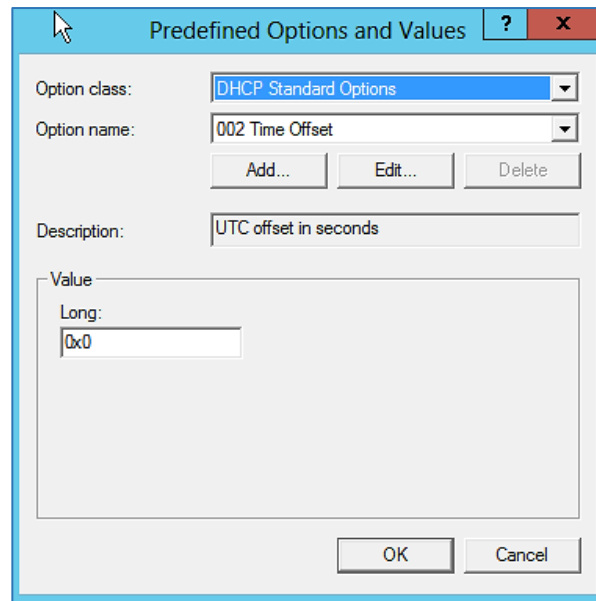 Predefined Options and Values ? x
Option class: DHCP Standard Options
Option name: 002 Time Offset
Add... Edit... Delete
Description: UTC offset in seconds
Value
Long:
0x0
OK Cancel